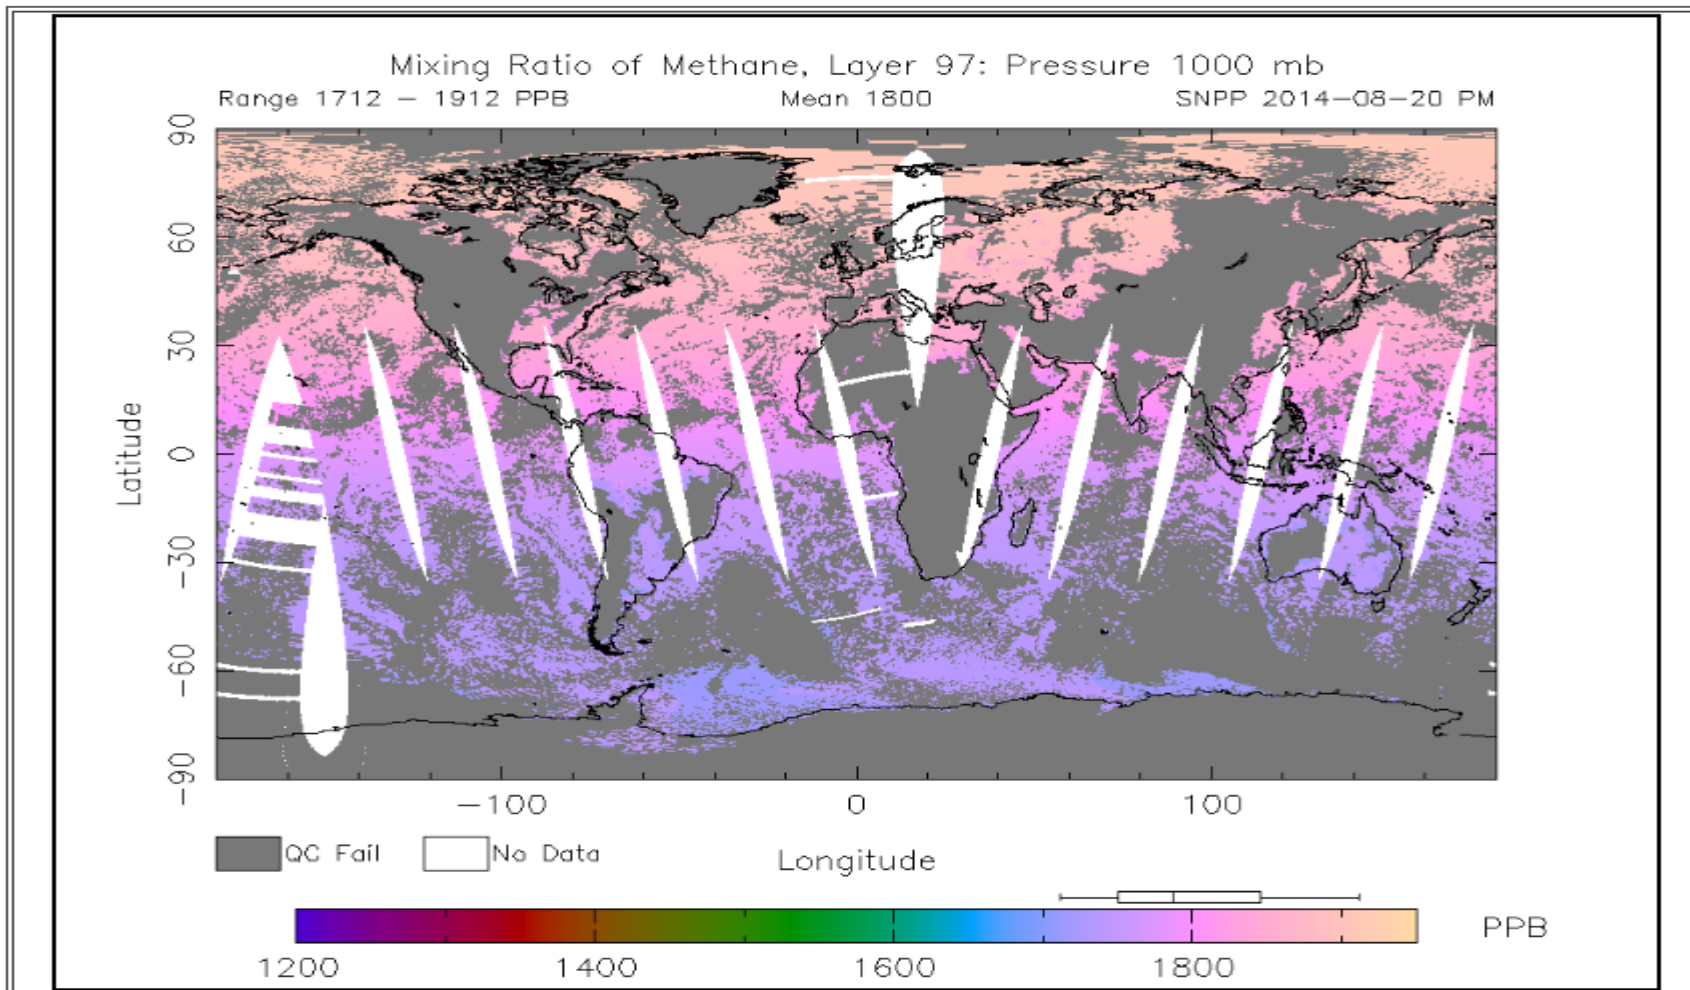 Mixing Ratio of Methane, Layer 97: Pressure 1000 mb
Range 1712 – 1912 PPB Mean 1800 SNPP 2014–08–20 PM
90
60
30
0
−30
−60
−90
Latitude
−100 0 100
QC Fail No Data
Longitude
PPB
1200 1400 1600 1800